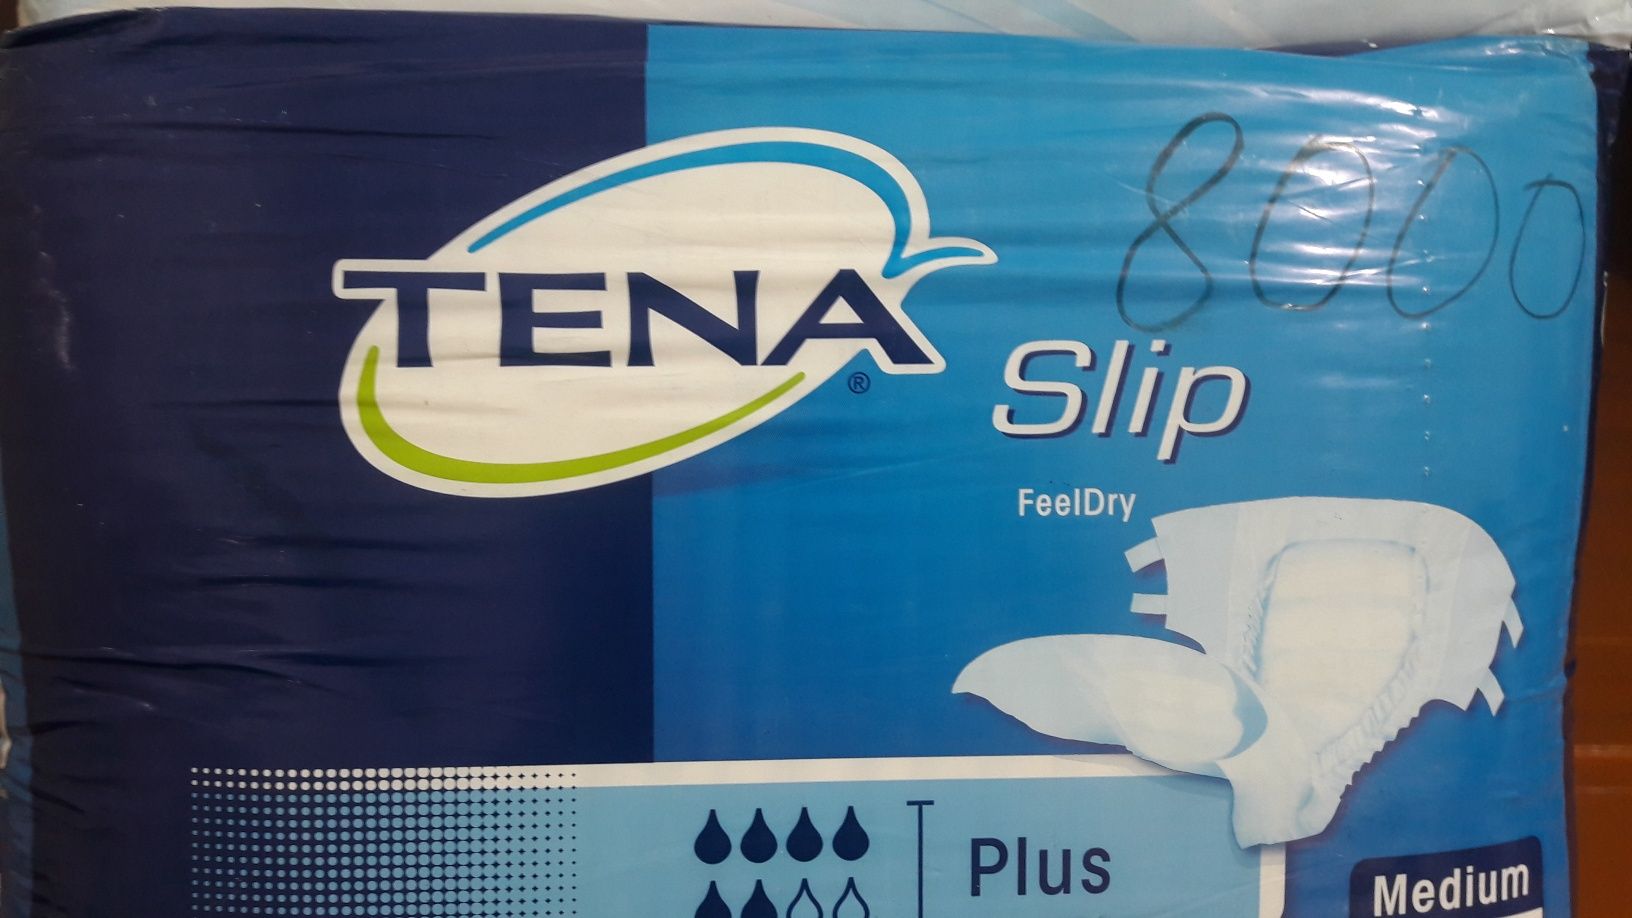 8000
TENA®
Slip
FeelDry
Plus
Medium